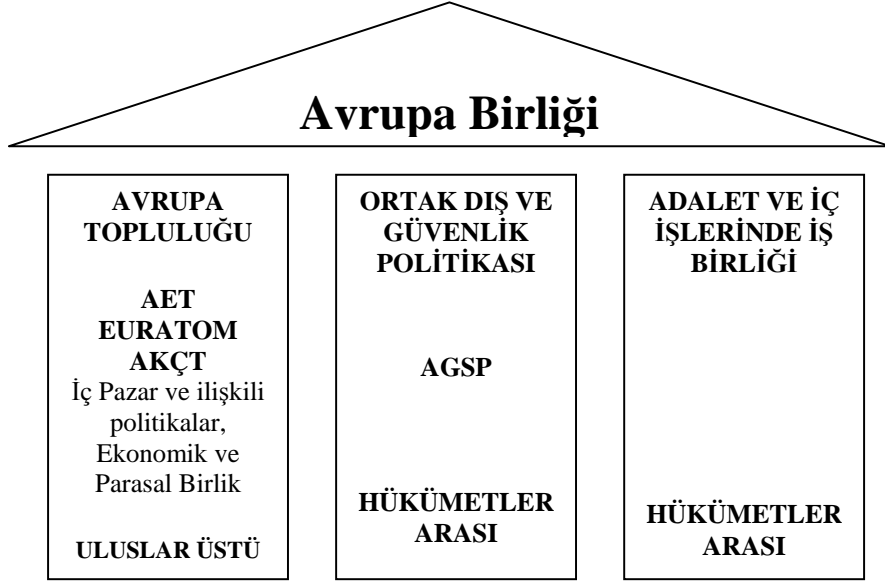 Avrupa Birliği
AVRUPA
TOPLULUĞU
AET
EURATOM
AKÇT
İç Pazar ve ilişkili
politikalar,
Ekonomik ve
Parasal Birlik
ULUSLAR ÜSTÜ
ORTAK DIŞ VE
GÜVENLİK
POLİTİKASI
AGSP
HÜKÜMETLER
ARASI
ADALET VE İÇ
İŞLERİNDE İŞ
BİRLİĞİ
HÜKÜMETLER
ARASI